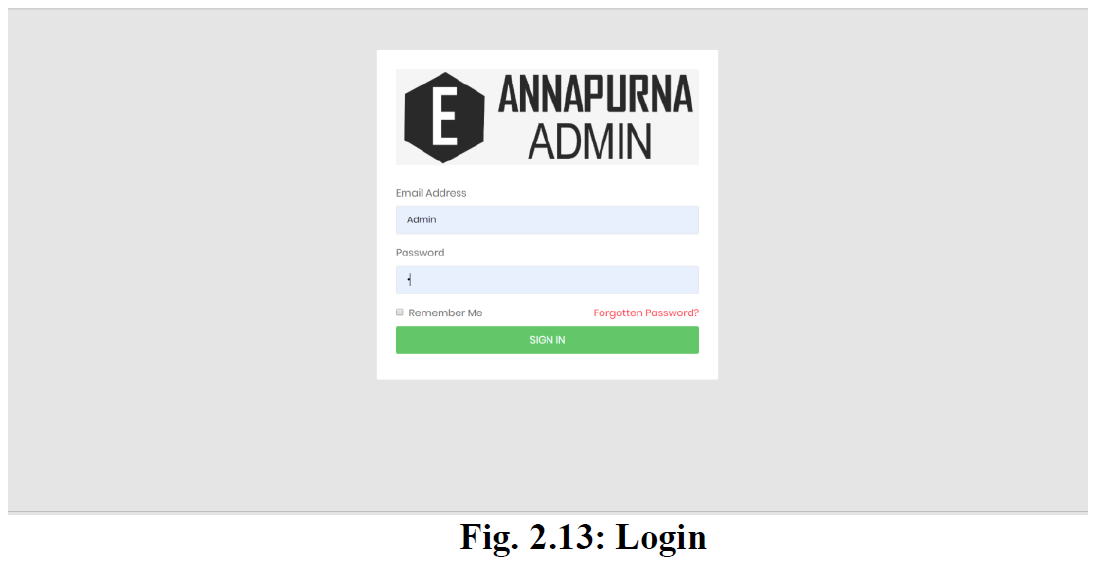 E ANNAPURNA
ADMIN
Email Address
Admin
Password
Remember Me Forgotten Password?
SIGN IN
Fig. 2.13: Login